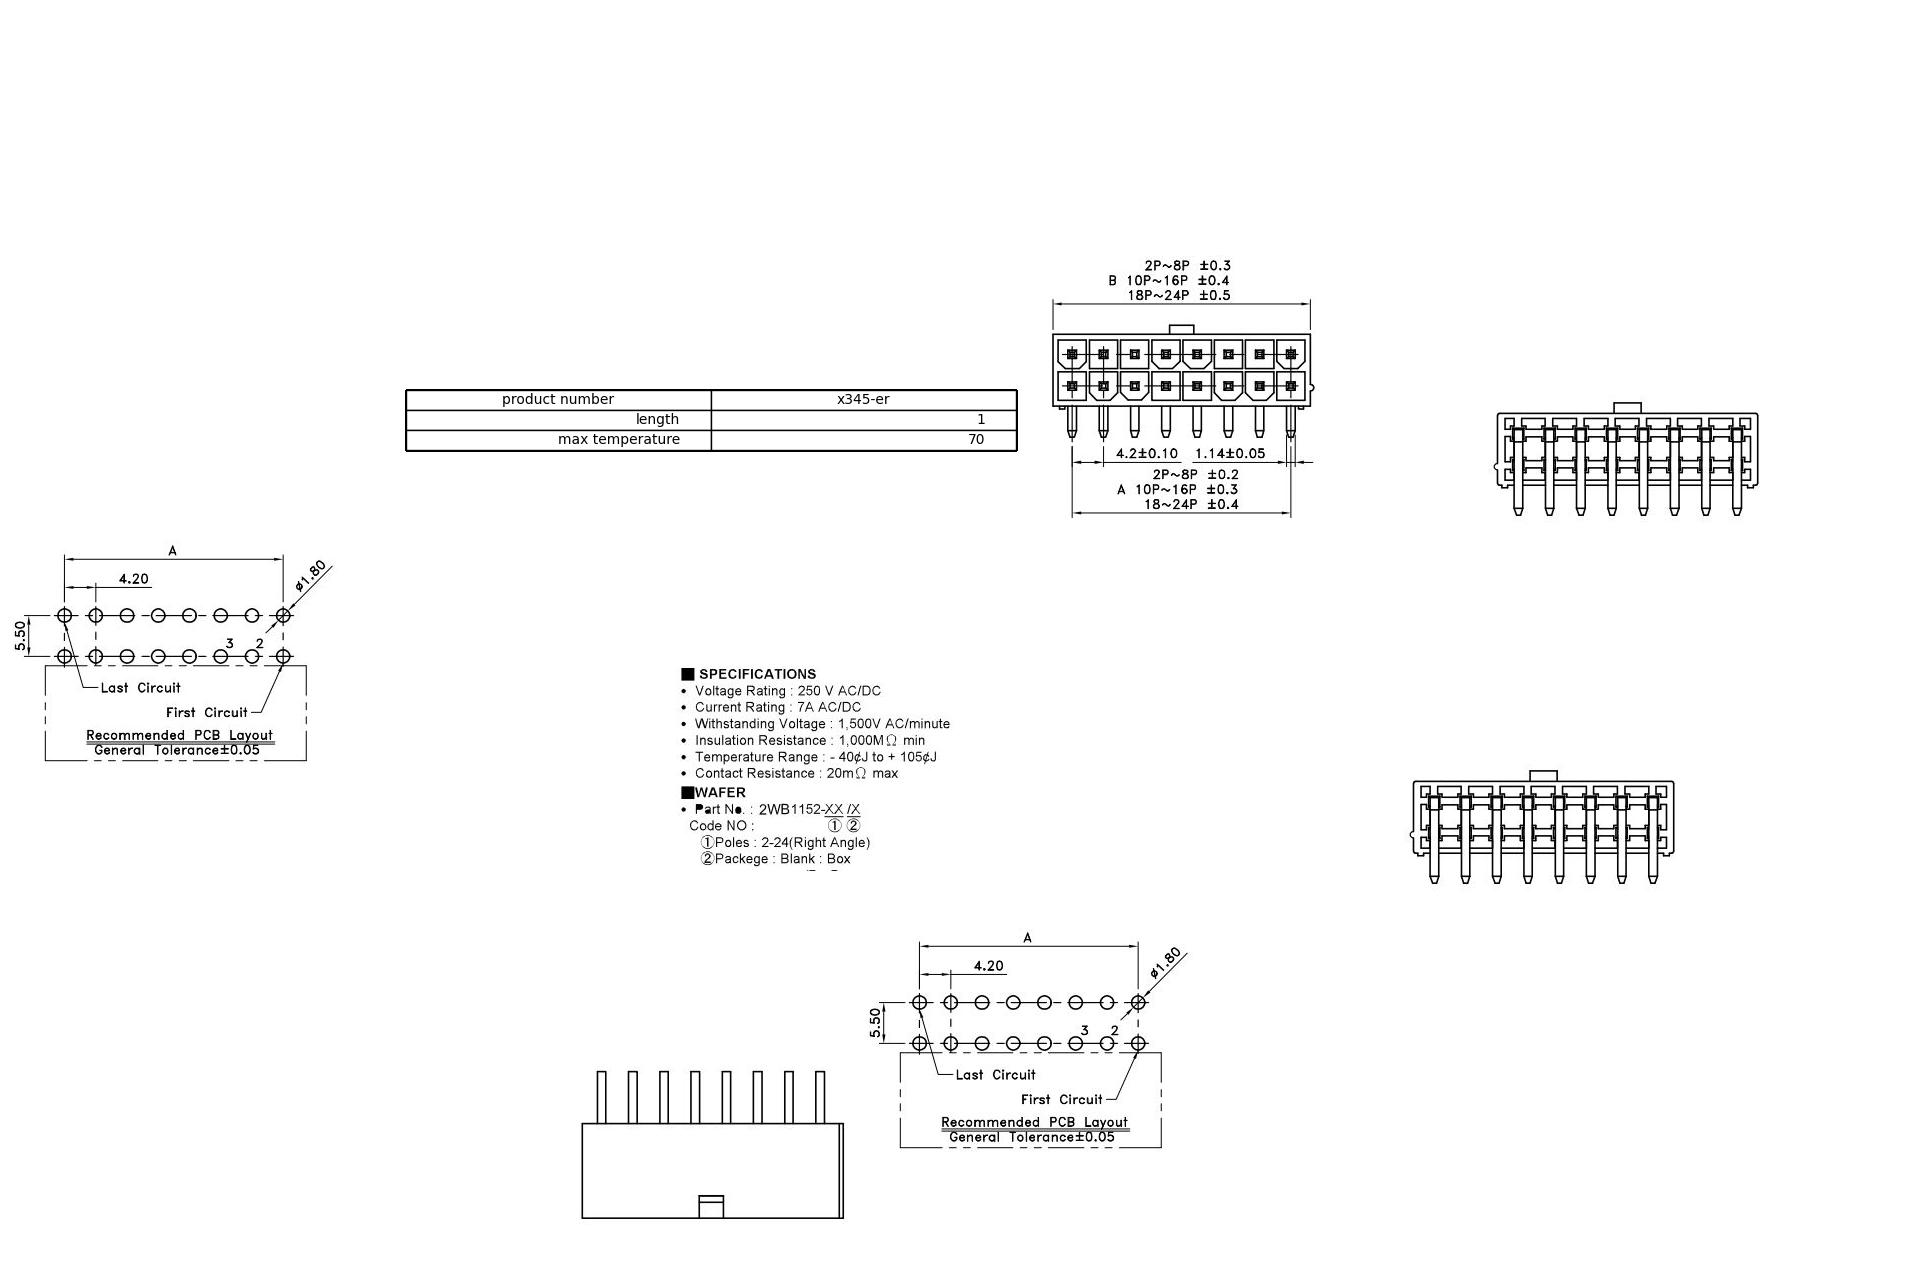 2P~8P ±0.3
B 10P~16P ±0.4
18P~24P ±0.5
product number x345-er
length 1
max temperature 70
4.2±0.10 1.14±0.05
2P~8P ±0.2
A 10P~16P ±0.3
18~24P ±0.4
A
4.20
ø1.80
5.50
3 2
Last Circuit
First Circuit
Recommended PCB Layout
General Tolerance±0.05
■ SPECIFICATIONS
• Voltage Rating : 250 V AC/DC
• Current Rating : 7A AC/DC
• Withstanding Voltage : 1,500V AC/minute
• Insulation Resistance : 1,000MΩ min
• Temperature Range : - 40¢J to + 105¢J
• Contact Resistance : 20mΩ max
■WAFER
• Part No. : 2WB1152-XX /X
Code NO : ① ②
①Poles : 2-24(Right Angle)
②Packege : Blank : Box
A
4.20
ø1.80
5.50
3 2
Last Circuit
First Circuit
Recommended PCB Layout
General Tolerance±0.05